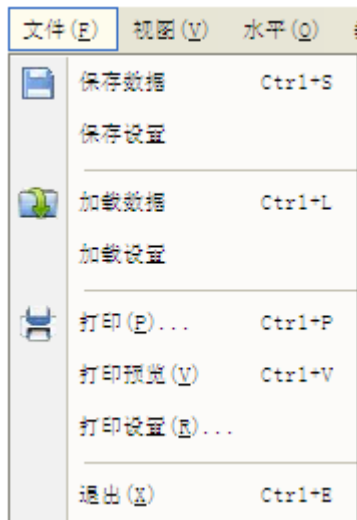 文件(F) 视图(V) 水平(O)
保存数据 Ctrl+S
保存设置
加载数据 Ctrl+L
加载设置
打印(P)... Ctrl+P
打印预览(V) Ctrl+V
打印设置(R)...
退出(X) Ctrl+E